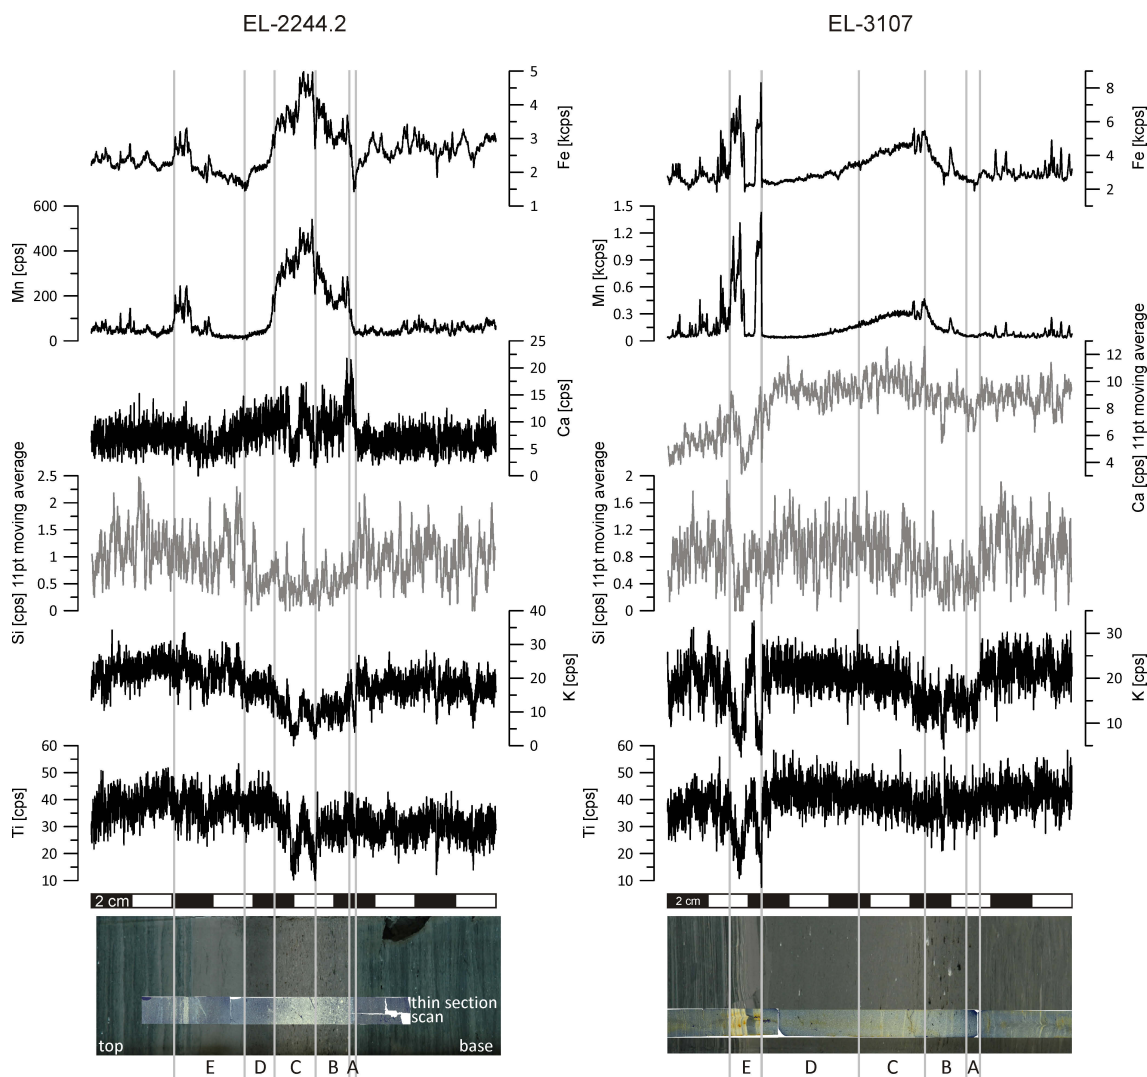 EL-2244.2
EL-3107
5
4
3
2
1
Fe [kcps]
8
6
4
2
Fe [kcps]
600
400
200
0
Mn [cps]
1.5
1.2
0.9
0.6
0.3
0
Mn [kcps]
25
20
15
10
5
0
Ca [cps]
12
10
8
6
4
Ca [cps] 11pt moving average
2.5
2
1.5
1
0.5
0
Si [cps] 11pt moving average
2
1.6
1.2
0.8
0.4
0
Si [cps] 11pt moving average
40
30
20
10
0
K [cps]
30
20
10
K [cps]
60
50
40
30
20
10
Ti [cps]
60
50
40
30
20
10
Ti [cps]
2 cm
2 cm
thin section
scan
top
base
E D C B A
E D C B A